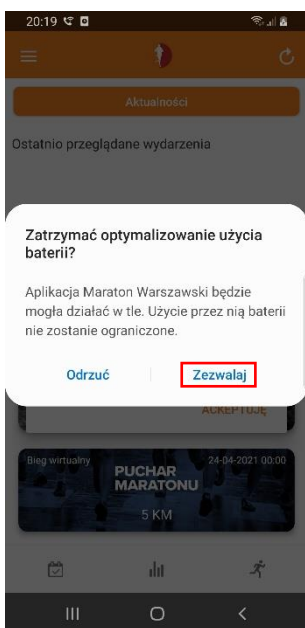 20:19
Aktualności
Ostatnio przeglądane wydarzenia
Zatrzymać optymalizowanie użycia
baterii?
Aplikacja Maraton Warszawski będzie
mogła działać w tle. Użycie przez nią baterii
nie zostanie ograniczone.
Odrzuć
Zezwalaj
AKCEPTUJĘ
Bieg wirtualny
24-04-2021 00:00
PUCHAR
MARATONU
5 KM